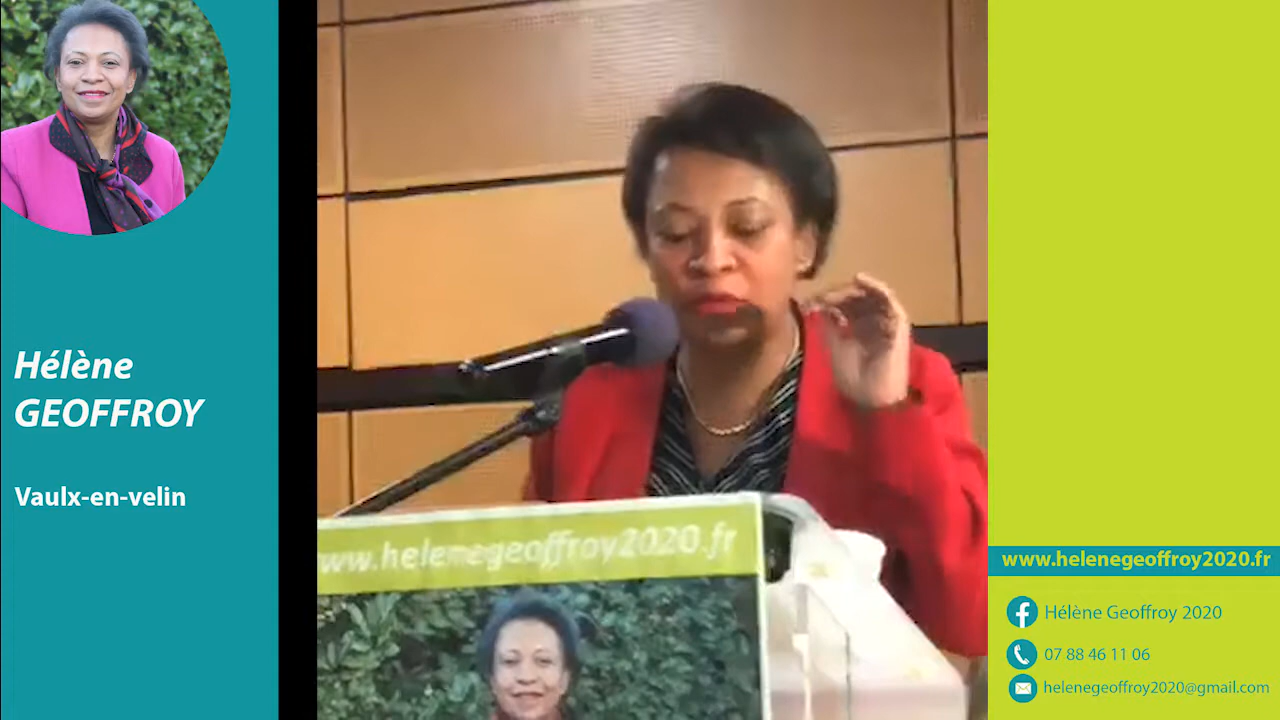 Hélène
GEOFFROY
Vaulx-en-velin
www.helenegeoffroy2020.fr
www.helenegeoffroy2020.fr
Hélène Geoffroy 2020
07 88 46 11 06
helenegeoffroy2020@gmail.com